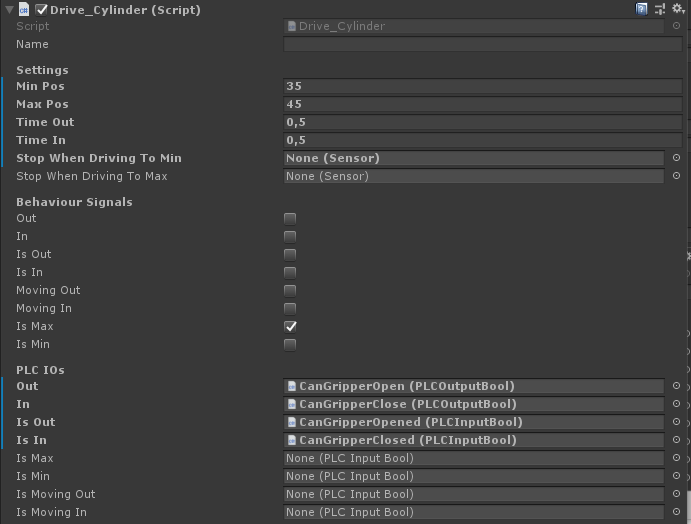 Drive_Cylinder (Script)
Script Drive_Cylinder
Name
Settings
Min Pos 35
Max Pos 45
Time Out 0,5
Time In 0,5
Stop When Driving To Min None (Sensor)
Stop When Driving To Max None (Sensor)
Behaviour Signals
Out
In
Is Out
Is In
Moving Out
Moving In
Is Max
Is Min
PLC IOs
Out CanGripperOpen (PLCOutputBool)
In CanGripperClose (PLCOutputBool)
Is Out CanGripperOpened (PLCInputBool)
Is In CanGripperClosed (PLCInputBool)
Is Max None (PLC Input Bool)
Is Min None (PLC Input Bool)
Is Moving Out None (PLC Input Bool)
Is Moving In None (PLC Input Bool)